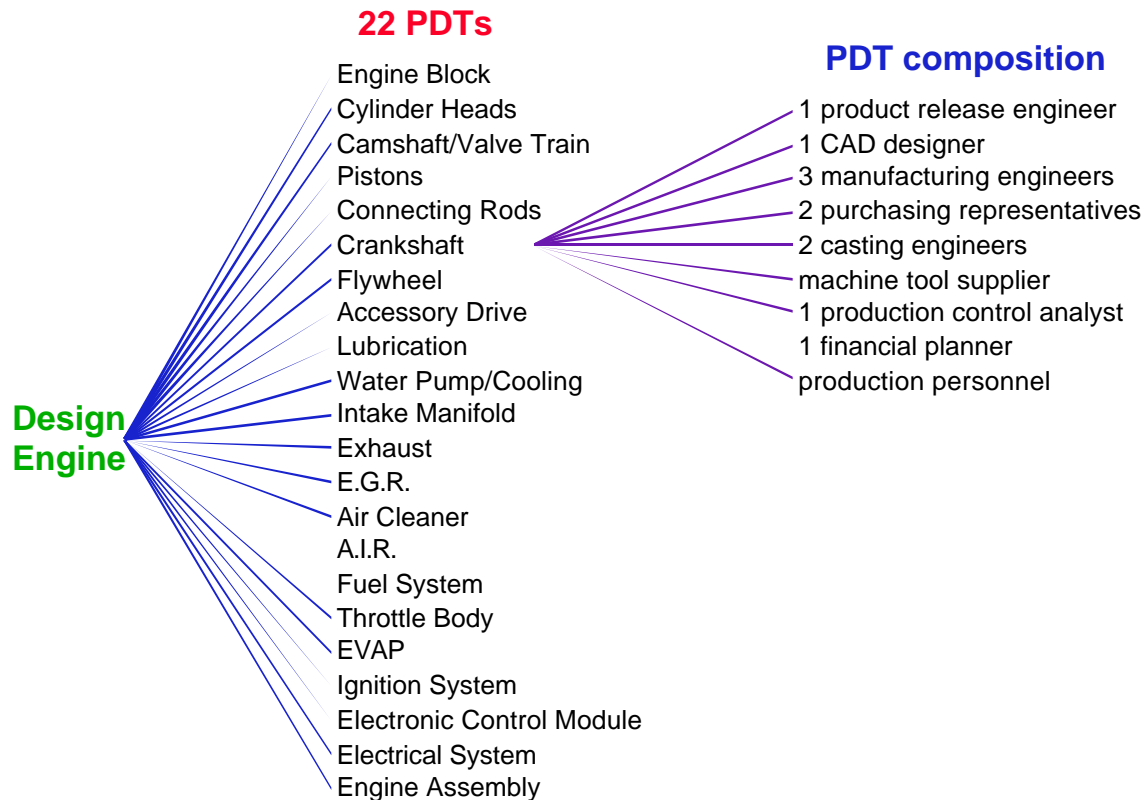 22 PDTs
Engine Block
Cylinder Heads
Camshaft/Valve Train
Pistons
Connecting Rods
Crankshaft
Flywheel
Accessory Drive
Lubrication
Water Pump/Cooling
Intake Manifold
Exhaust
E.G.R.
Air Cleaner
A.I.R.
Fuel System
Throttle Body
EVAP
Ignition System
Electronic Control Module
Electrical System
Engine Assembly
Design
Engine
PDT composition
1 product release engineer
1 CAD designer
3 manufacturing engineers
2 purchasing representatives
2 casting engineers
machine tool supplier
1 production control analyst
1 financial planner
production personnel